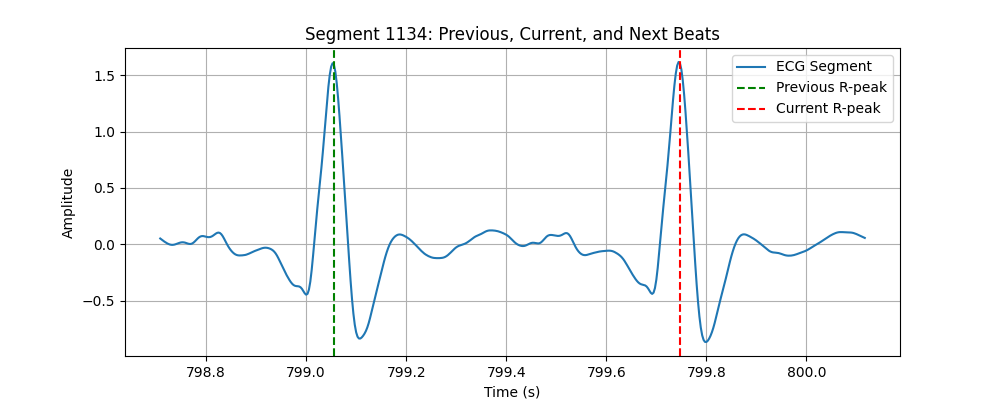 Segment 1134: Previous, Current, and Next Beats
ECG Segment
Previous R-peak
Current R-peak
1.5
1.0
0.5
0.0
−0.5
Amplitude
798.8 799.0 799.2 799.4 799.6 799.8 800.0
Time (s)